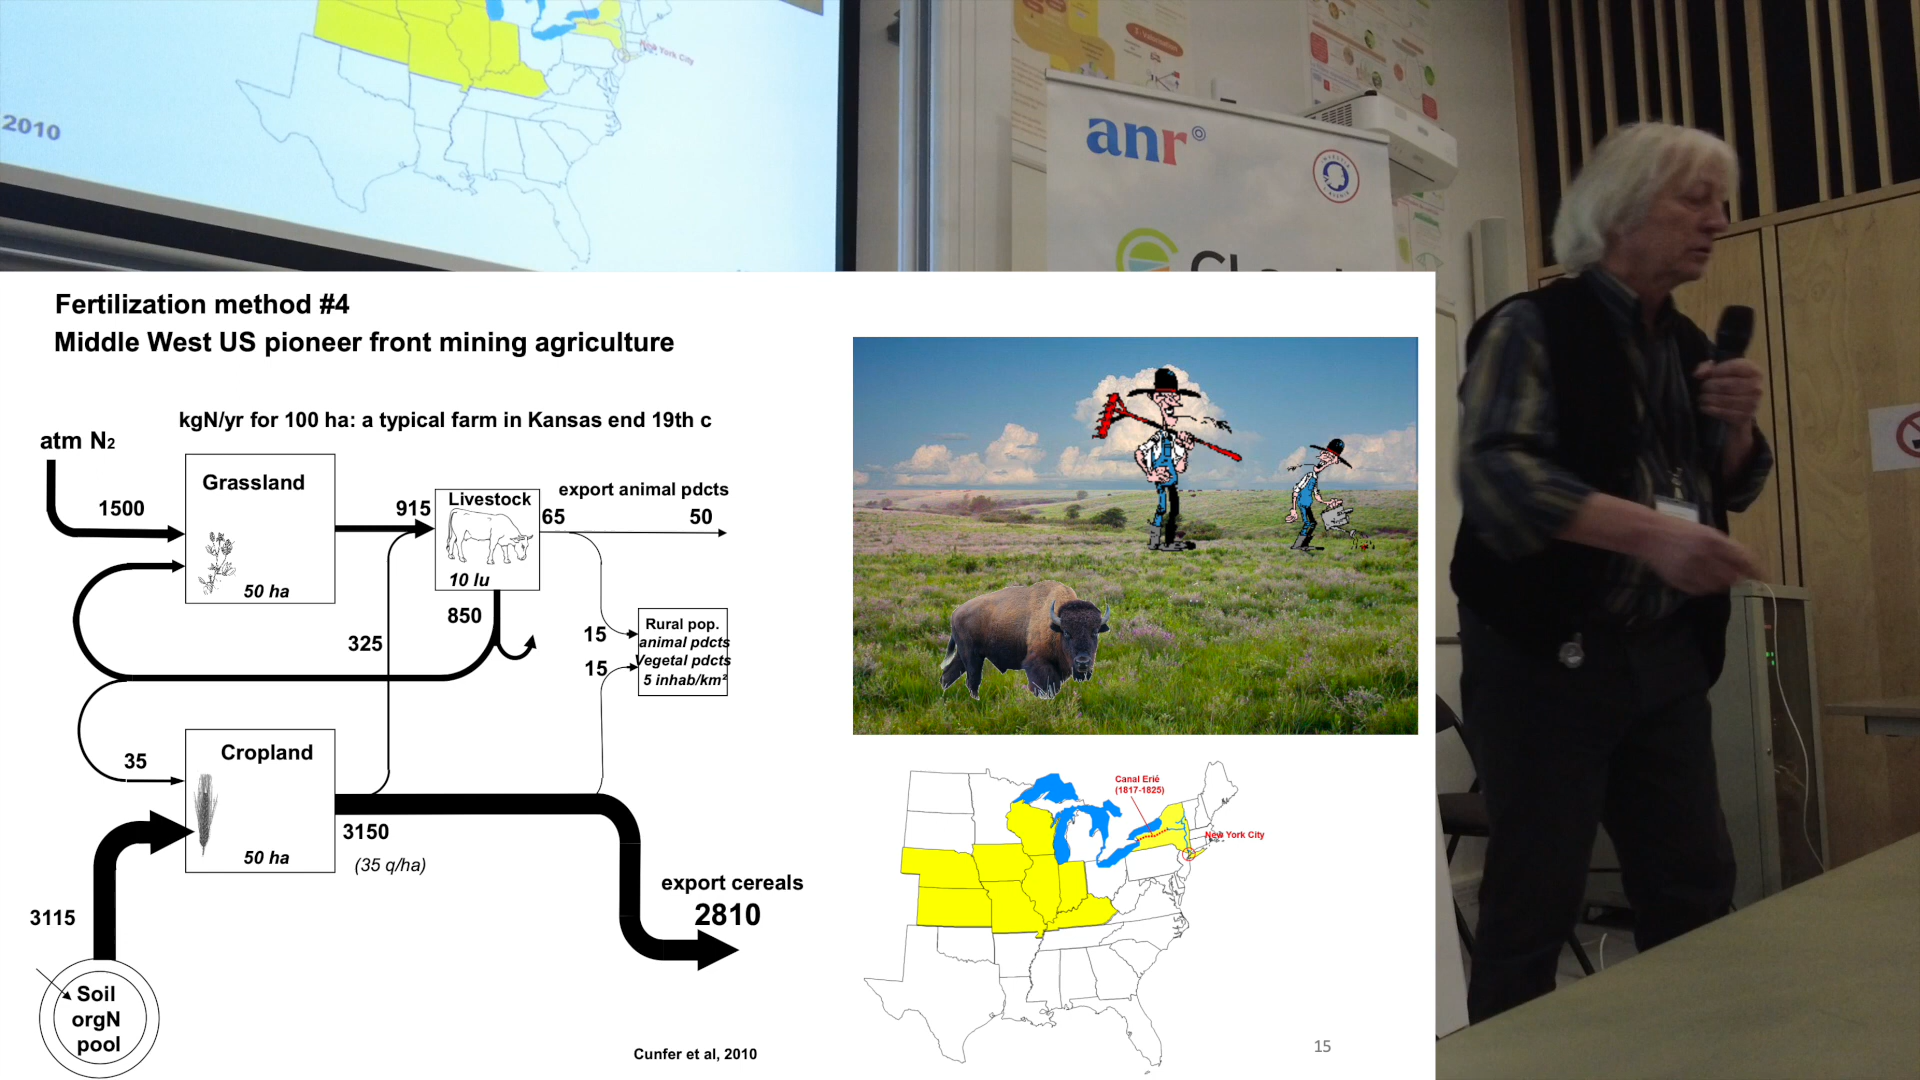 New York City
2010
anr
Fertilization method #4
Middle West US pioneer front mining agriculture
kgN/yr for 100 ha: a typical farm in Kansas end 19th c
atm N2
1500
Grassland
50 ha
915
Livestock
10 lu
export animal pdcts
65
50
850
325
15
15
Rural pop.
animal pdcts
Vegetal pdcts
5 inhab/km²
35
Cropland
50 ha
3150
(35 q/ha)
3115
export cereals
2810
Soil
orgN
pool
Cunfer et al, 2010
Canal Erié
(1817-1825)
New York City
15